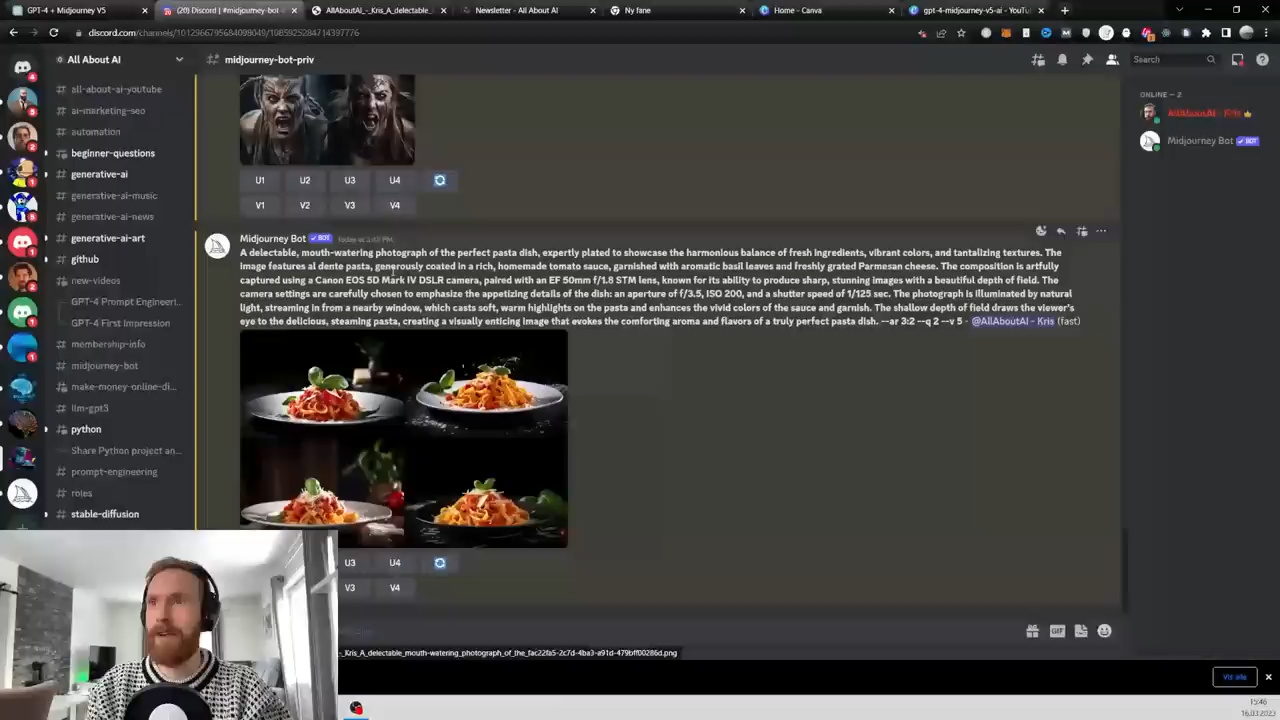 GPT-4 + Midjourney V5
(20) Discord | #midjourney-bot-
AllAboutAI_-_Kris_A_delectable_
Newsletter - All About AI
Ny fane
Home - Canva
gpt-4-midjourney-v5-ai - YouTu
discord.com/channels/
All About AI
midjourney-bot-priv
Search
all-about-ai-youtube
ai-marketing-seo
automation
beginner-questions
generative-ai
generative-ai-music
generative-ai-news
generative-ai-art
github
new-videos
GPT-4 Prompt Engineeri
GPT-4 First Impression
membership-info
midjourney-bot
make-money-online-di...
llm-gpt3
python
Share Python project an...
prompt-engineering
roles
stable-diffusion
U1 U2 U3 U4
V1 V2 V3 V4
Midjourney Bot BOT
A delectable, mouth-watering photograph of the perfect pasta dish, expertly plated to showcase the harmonious balance of fresh ingredients, vibrant colors, and tantalizing textures. The
image features al dente pasta, generously coated in a rich, homemade tomato sauce, garnished with aromatic basil leaves and freshly grated Parmesan cheese. The composition is artfully
captured using a Canon EOS 5D Mark IV DSLR camera, paired with an EF 50mm f/1.8 STM lens, known for its ability to produce sharp, stunning images with a beautiful depth of field. The
camera settings are carefully chosen to emphasize the appetizing details of the dish: an aperture of f/3.5, ISO 200, and a shutter speed of 1/125 sec. The photograph is illuminated by natural
light, streaming in from a nearby window, which casts soft, warm highlights on the pasta and enhances the vivid colors of the sauce and garnish. The shallow depth of field draws the viewer's
eye to the delicious, steaming pasta, creating a visually enticing image that evokes the comforting aroma and flavors of a truly perfect pasta dish. --ar 3:2 --q 2 --v 5 - @AllAboutAI - Kris (fast)
U3 U4
V3 V4
ONLINE — 2
AllAboutAI - Kris
Midjourney Bot BOT
_Kris_A_delectable_mouth-watering_photograph_of_the_fac22fa5-2c7d-4ba3-a91d-479bff00286d.png
Vis alle
15:46
16.03.2023